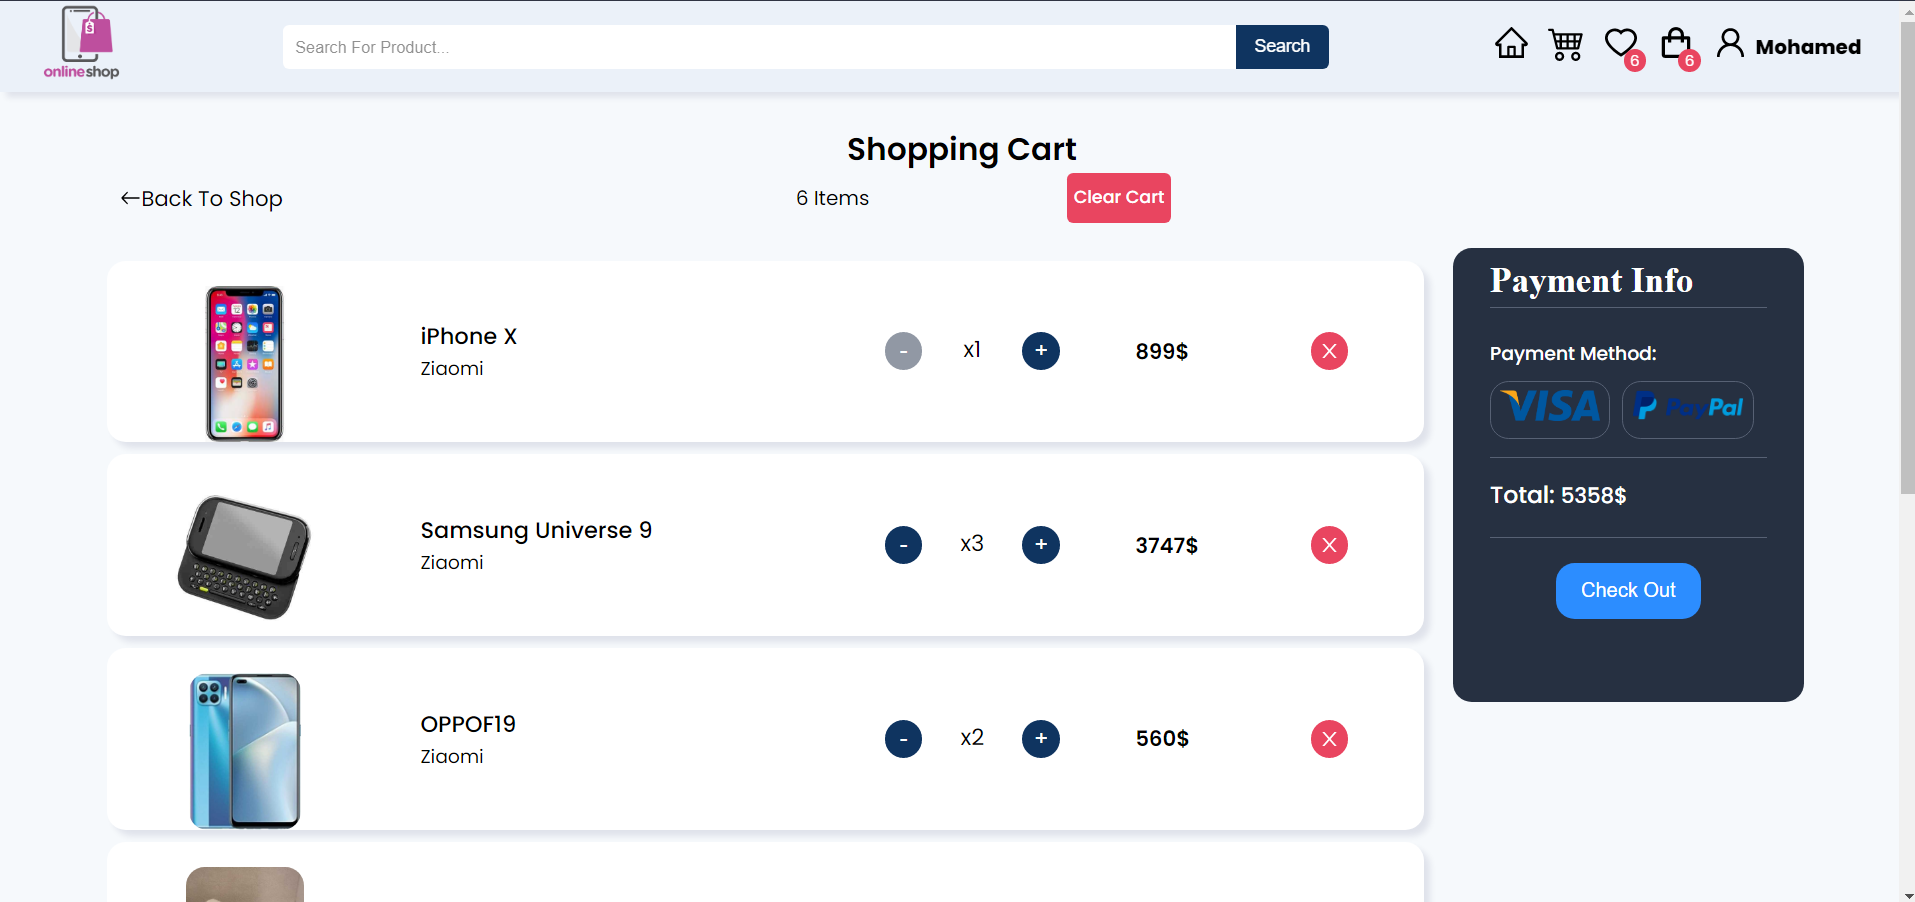 onlineshop
Search For Product...
Search
6
6
Mohamed
Shopping Cart
←Back To Shop
6 Items
Clear Cart
iPhone X
Ziaomi
-
x1
+
899$
X
Samsung Universe 9
Ziaomi
-
x3
+
3747$
X
OPPOF19
Ziaomi
-
x2
+
560$
X
Payment Info
Payment Method:
VISA
PayPal
Total: 5358$
Check Out